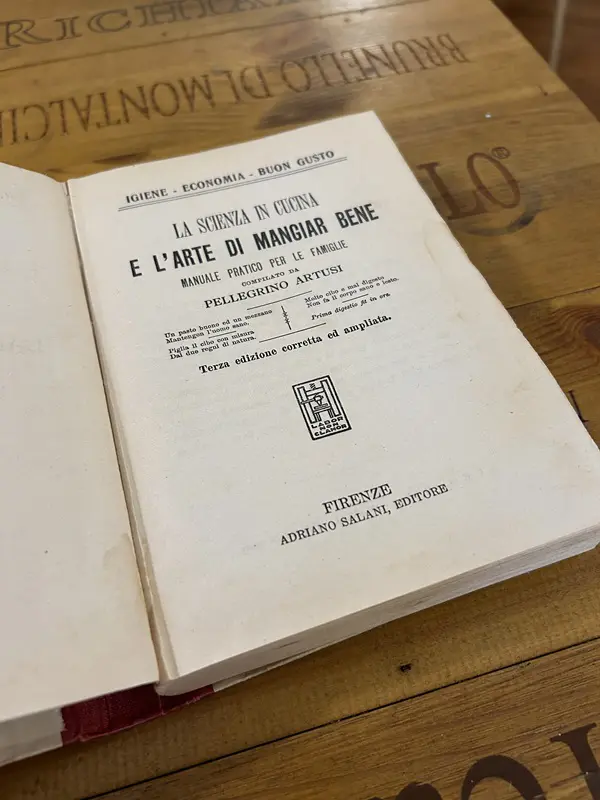 RICHI
BRUNELLO DI MONTALCI
LO®
IGIENE - ECONOMIA - BUON GUSTO
LA SCIENZA IN CUCINA
E L'ARTE DI MANGIAR BENE
MANUALE PRATICO PER LE FAMIGLIE
COMPILATO DA
PELLEGRINO ARTUSI
Un pasto buono ed un mezzano
Mantengon l'uomo sano.
Piglia il cibo con misura
Dai due regni di natura.
Molto cibo e mal digesto
Non fa il corpo sano e lesto.
Prima digestio fit in ore.
Terza edizione corretta ed ampliata.
LABOR
NON
CLAMOR
FIRENZE
ADRIANO SALANI, EDITORE